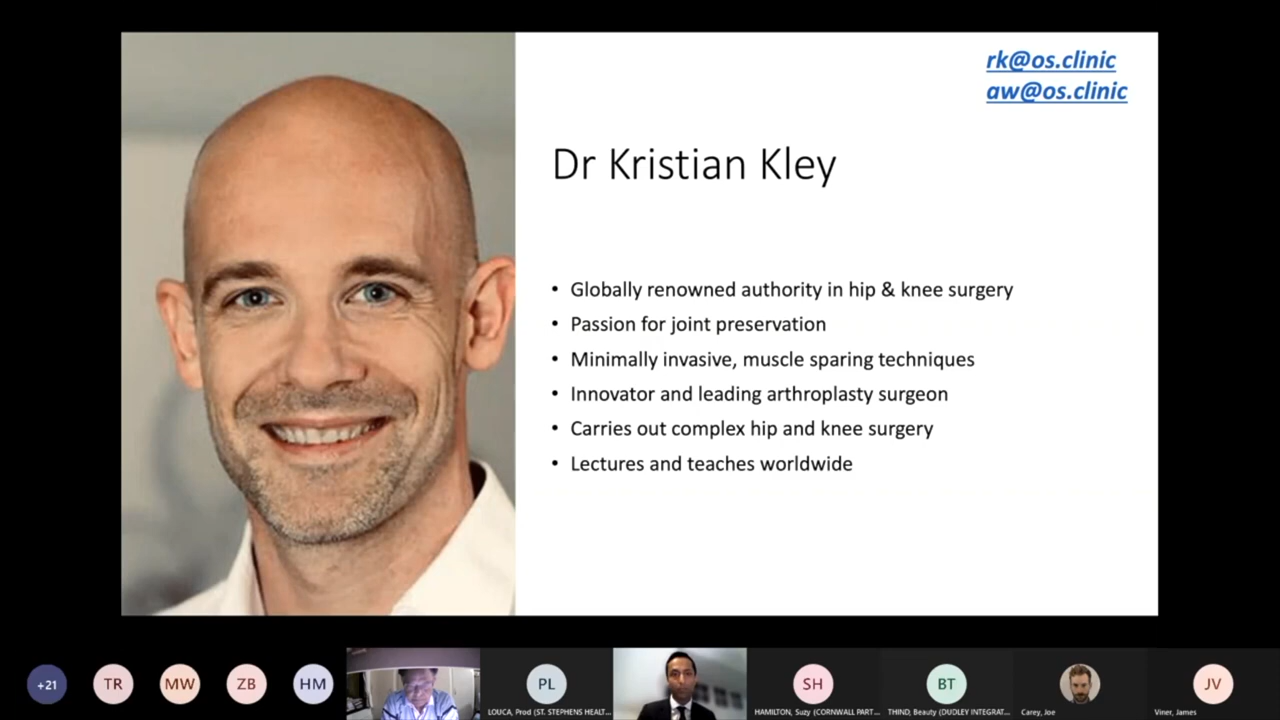 rk@os.clinic
aw@os.clinic
Dr Kristian Kley
• Globally renowned authority in hip & knee surgery
• Passion for joint preservation
• Minimally invasive, muscle sparing techniques
• Innovator and leading arthroplasty surgeon
• Carries out complex hip and knee surgery
• Lectures and teaches worldwide
+21
TR
MW
ZB
HM
PL
SH
BT
JV
LOUCA, Prod (ST. STEPHENS HEALT...
HAMILTON, Suzy (CORNWALL PART...
THIND, Beauty (DUDLEY INTEGRAT...
Carey, Joe
Viner, James